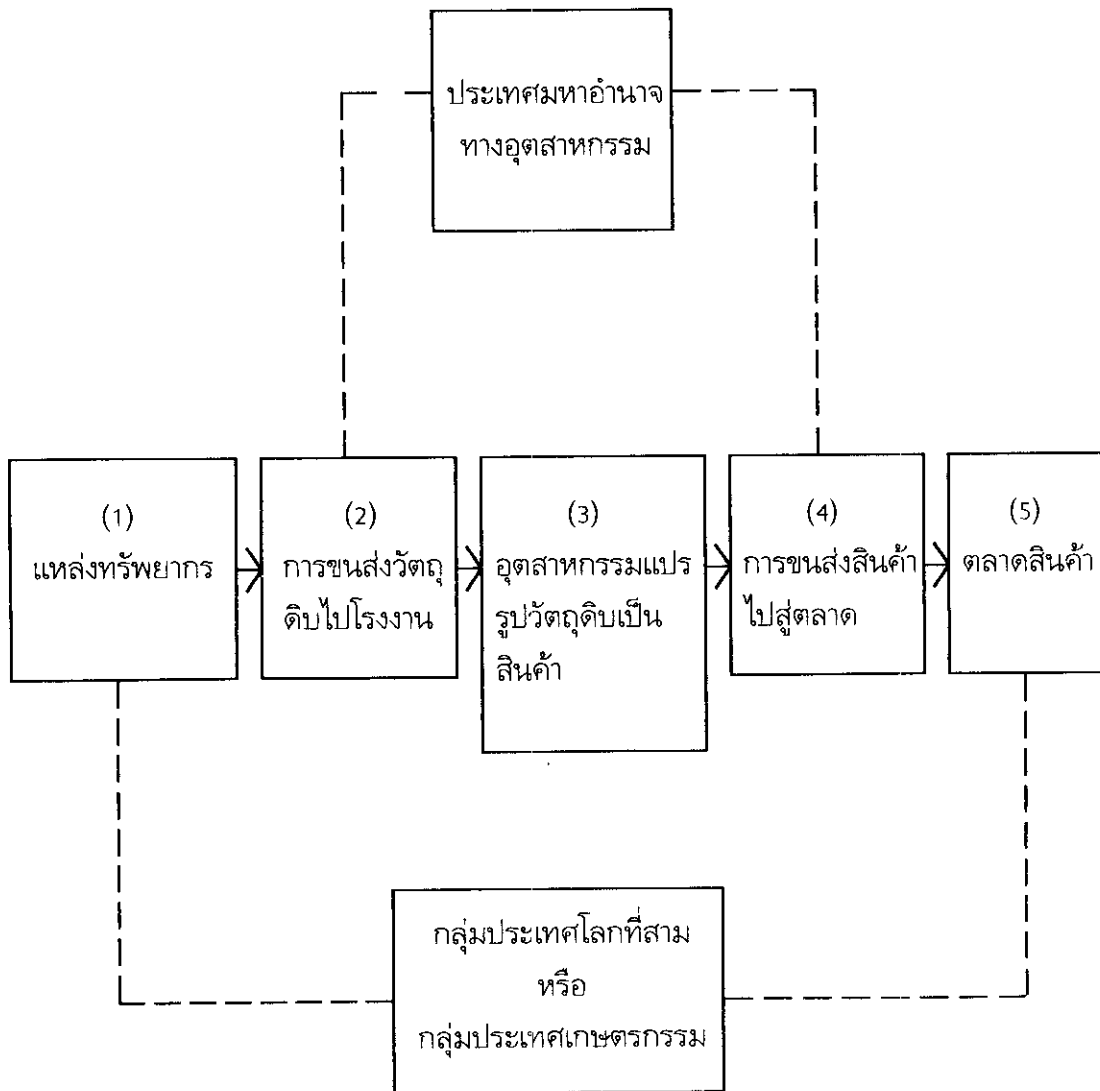 ประเทศมหาอำนาจ
ทางอุตสาหกรรม
(1)
แหล่งทรัพยากร
(2)
การขนส่งวัตถุ
ดิบไปโรงงาน
(3)
อุตสาหกรรมแปร
รูปวัตถุดิบเป็น
สินค้า
(4)
การขนส่งสินค้า
ไปสู่ตลาด
(5)
ตลาดสินค้า
กลุ่มประเทศโลกที่สาม
หรือ
กลุ่มประเทศเกษตรกรรม